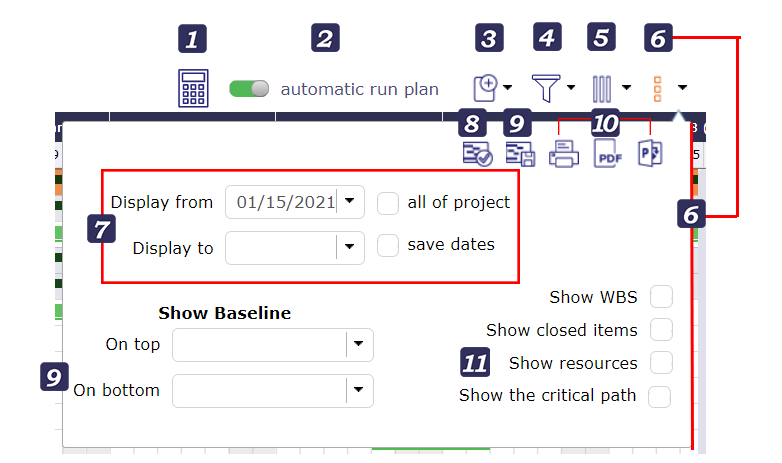 1 2 3 4 5 6
automatic run plan
8 9 10
PDF
Display from 01/15/2021 all of project
7 6
Display to save dates
Show WBS
Show Baseline
Show closed items
On top
11 Show resources
9
On bottom
Show the critical path